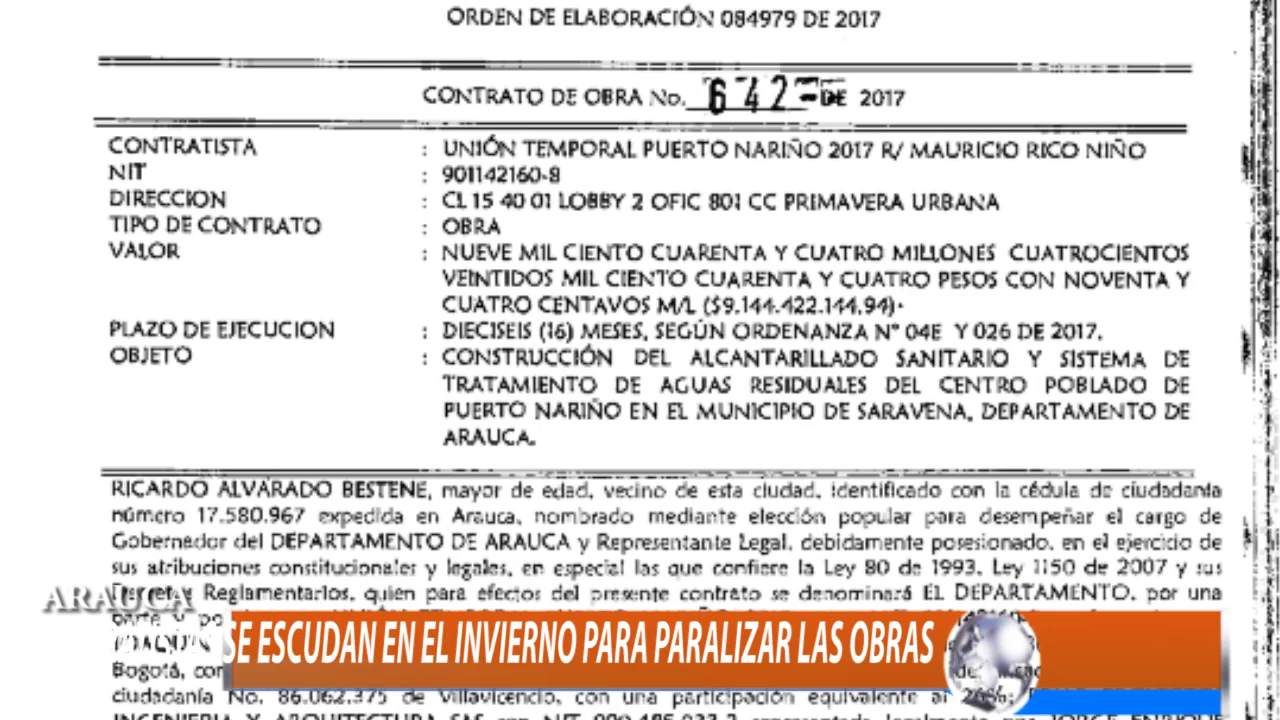 ORDEN DE ELABORACIÓN 084979 DE 2017
CONTRATO DE OBRA No. 642- DE 2017
CONTRATISTA : UNIÓN TEMPORAL PUERTO NARIÑO 2017 R/ MAURICIO RICO NIÑO
NIT : 901142160-8
DIRECCION : CL 15 40 01 LOBBY 2 OFIC 801 CC PRIMAVERA URBANA
TIPO DE CONTRATO : OBRA
VALOR : NUEVE MIL CIENTO CUARENTA Y CUATRO MILLONES CUATROCIENTOS
VEINTIDOS MIL CIENTO CUARENTA Y CUATRO PESOS CON NOVENTA Y
CUATRO CENTAVOS M/L ($9.144.422.144.94)·
PLAZO DE EJECUCION : DIECISEIS (16) MESES, SEGÚN ORDENANZA N° 04E Y 026 DE 2017.
OBJETO : CONSTRUCCIÓN DEL ALCANTARILLADO SANITARIO Y SISTEMA DE
TRATAMIENTO DE AGUAS RESIDUALES DEL CENTRO POBLADO DE
PUERTO NARIÑO EN EL MUNICIPIO DE SARAVENA, DEPARTAMENTO DE
ARAUCA.
RICARDO ALVARADO BESTENE, mayor de edad, vecino de esta ciudad, identificado con la cédula de ciudadanía
número 17.580.967 expedida en Arauca, nombrado mediante elección popular para desempeñar el cargo de
Gobernador del DEPARTAMENTO DE ARAUCA y Representante Legal, debidamente posesionado, en el ejercicio de
sus atribuciones constitucionales y legales, en especial las que confiere la Ley 80 de 1993, Ley 1150 de 2007 y sus
Decretos Reglamentarios, quien para efectos del presente contrato se denominará EL DEPARTAMENTO, por una
ARAUCA
parte y
JOAQUIN
SE ESCUDAN EN EL INVIERNO PARA PARALIZAR LAS OBRAS
Bogotá, con
ciudadanía No. 86.062.375 de Villavicencio, con una participación equivalente al
INGENIERIA Y ARQUITECTURA SAS